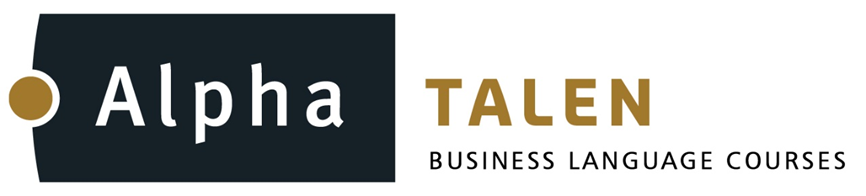 Alpha
TALEN
BUSINESS LANGUAGE COURSES